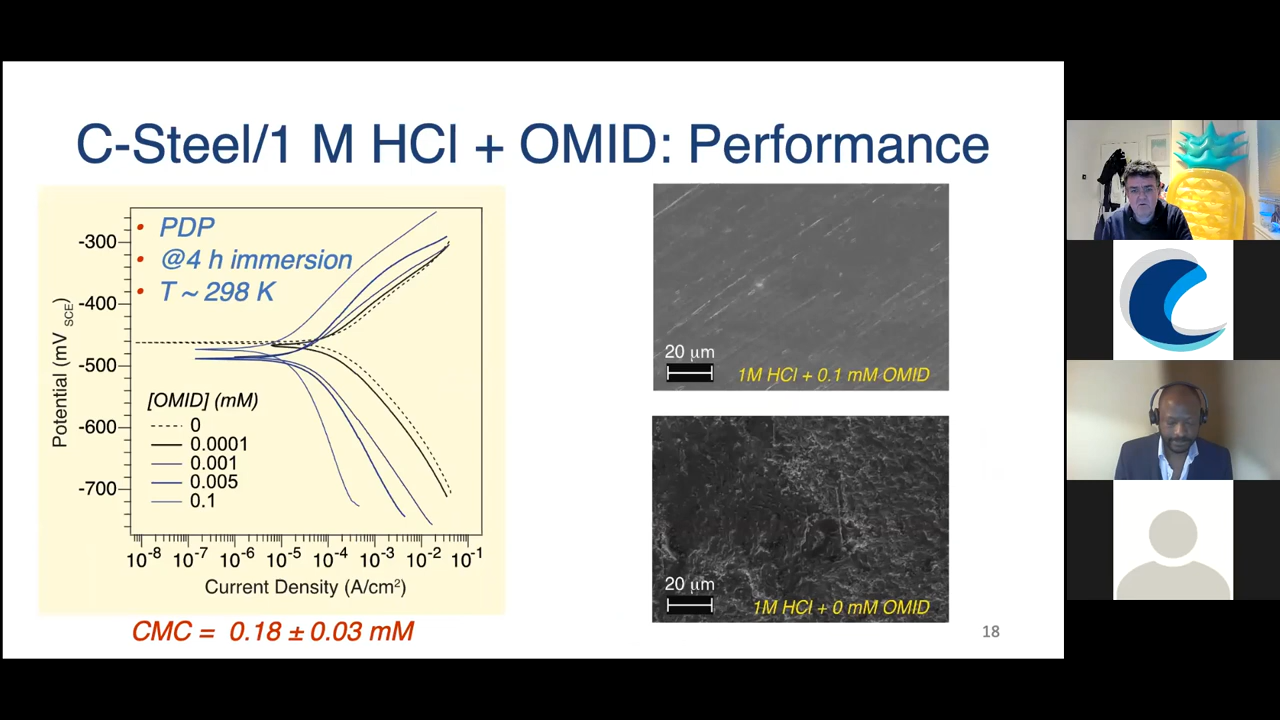 C-Steel/1 M HCl + OMID: Performance
• PDP
• @4 h immersion
• T ~ 298 K
-300
-400
-500
-600
-700
Potential (mV SCE)
[OMID] (mM)
0
0.0001
0.001
0.005
0.1
10-8 10-7 10-6 10-5 10-4 10-3 10-2 10-1
Current Density (A/cm²)
CMC = 0.18 ± 0.03 mM
20 μm
1M HCl + 0.1 mM OMID
20 μm
1M HCl + 0 mM OMID
18